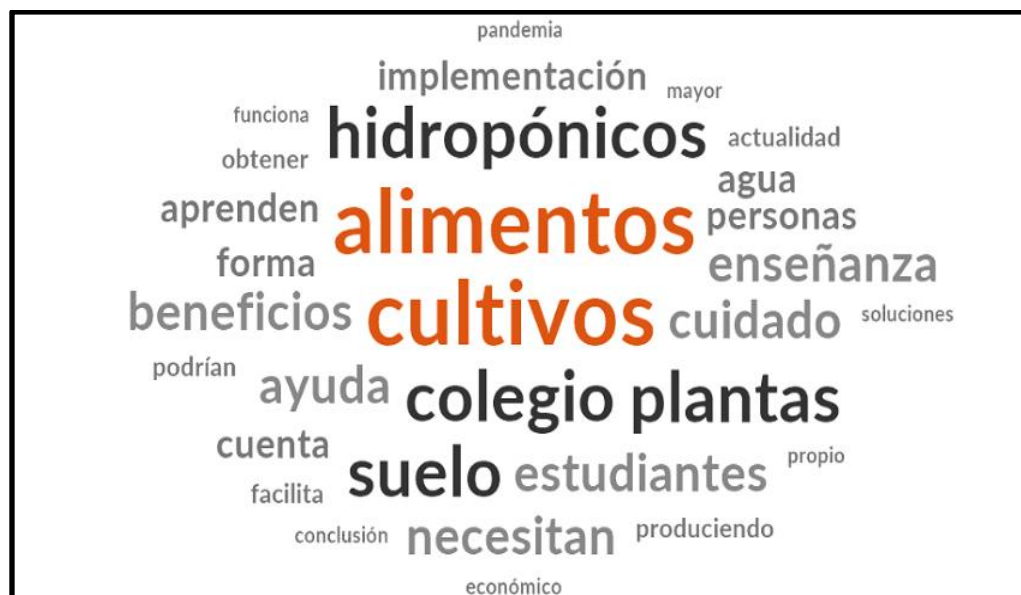 pandemia
implementación mayor
funciona hidropónicos actualidad
obtener agua
aprenden alimentos personas
forma enseñanza
beneficios cultivos cuidado soluciones
podrían ayuda colegio plantas
cuenta suelo estudiantes propio
facilita
conclusión necesitan produciendo
económico